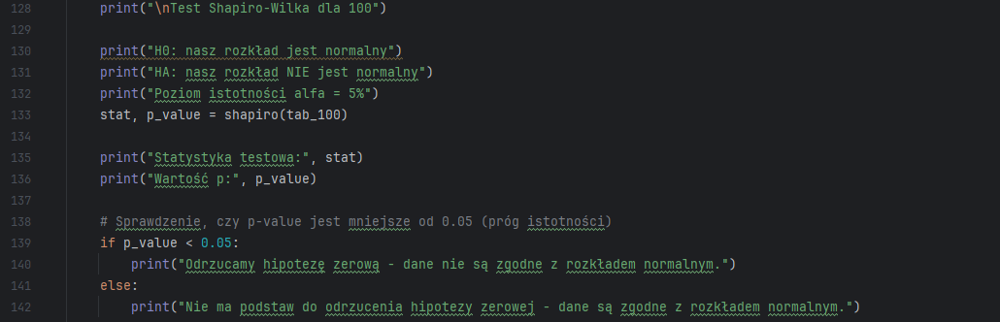 128 print("\nTest Shapiro-Wilka dla 100")
129
130 print("H0: nasz rozkład jest normalny")
131 print("HA: nasz rozkład NIE jest normalny")
132 print("Poziom istotności alfa = 5%")
133 stat, p_value = shapiro(tab_100)
134
135 print("Statystyka testowa:", stat)
136 print("Wartość p:", p_value)
137
138 # Sprawdzenie, czy p-value jest mniejsze od 0.05 (próg istotności)
139 if p_value < 0.05:
140 print("Odrzucamy hipotezę zerową - dane nie są zgodne z rozkładem normalnym.")
141 else:
142 print("Nie ma podstaw do odrzucenia hipotezy zerowej - dane są zgodne z rozkładem normalnym.")